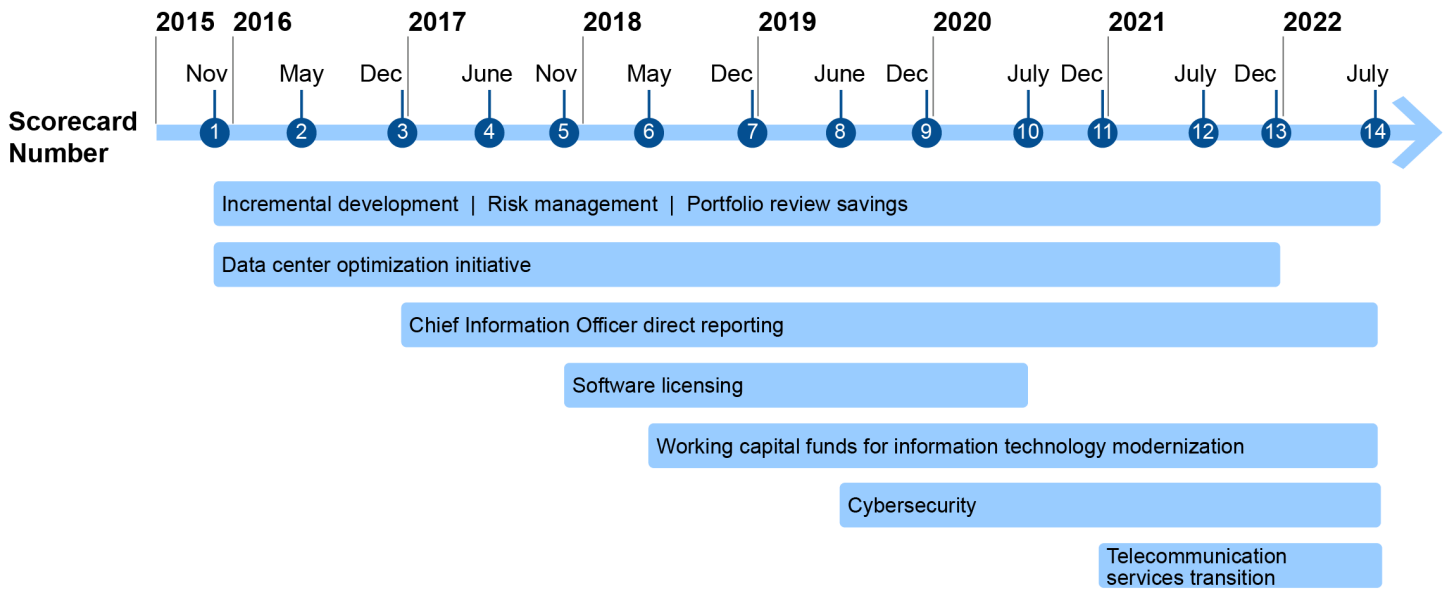 2015 2016 2017 2018 2019 2020 2021 2022
Nov May Dec June Nov May Dec June Dec July Dec July Dec July
Scorecard
Number
1 2 3 4 5 6 7 8 9 10 11 12 13 14
Incremental development | Risk management | Portfolio review savings
Data center optimization initiative
Chief Information Officer direct reporting
Software licensing
Working capital funds for information technology modernization
Cybersecurity
Telecommunication
services transition